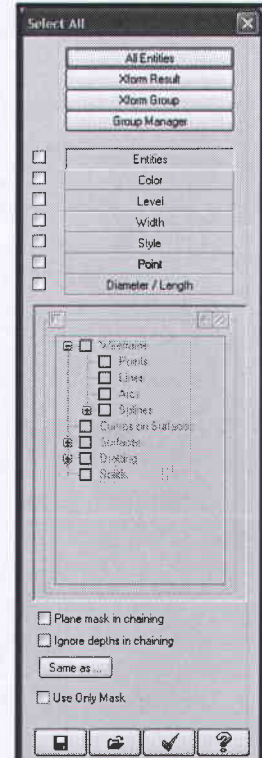 Select All
All Entities
Xform Result
Xform Group
Group Manager
Entities
Color
Level
Width
Style
Point
Diameter / Length
Wireframe
Points
Lines
Arcs
Splines
Curves on Surfaces
Surfaces
Drafting
Solids
Plane mask in chaining
Ignore depths in chaining
Same as ...
Use Only Mask
?